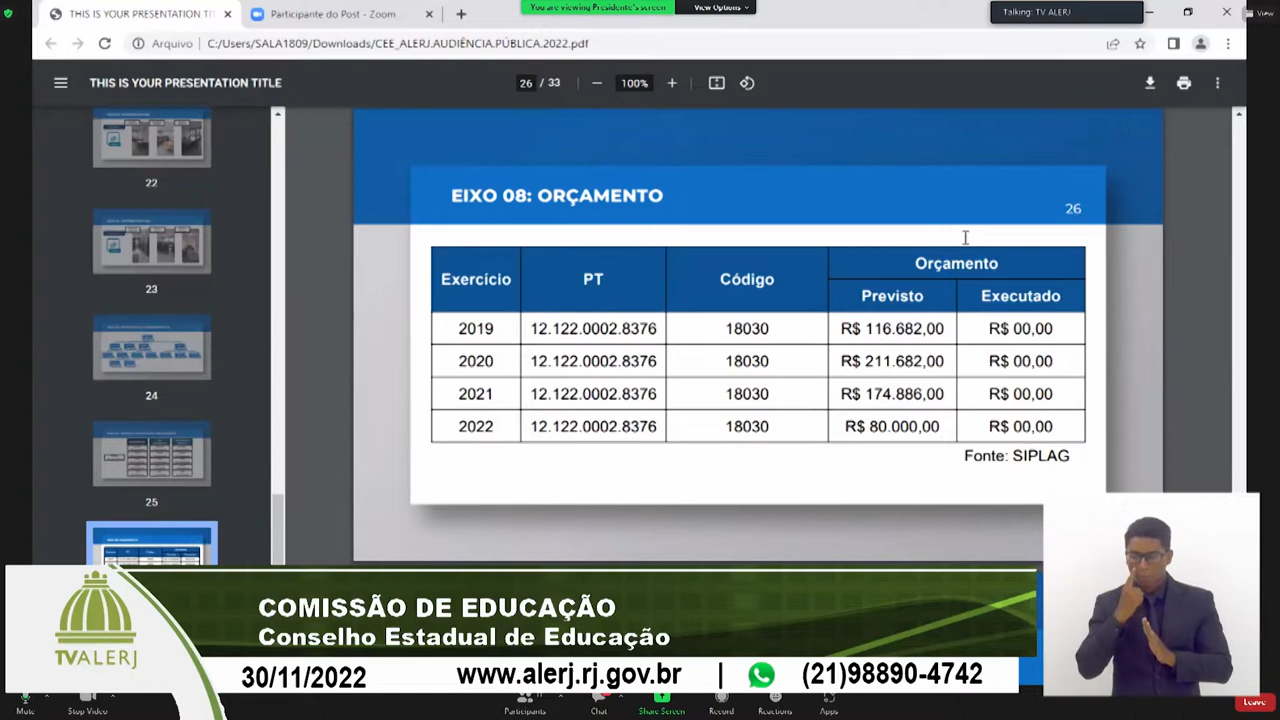 You are viewing Presidente's screen
View Options
Talking: TV ALERJ
View
THIS IS YOUR PRESENTATION TIT
Participante do Post - Zoom
Arquivo
C:/Users/SALA1809/Downloads/CEE_ALERJ.AUDIÊNCIA.PÚBLICA.2022.pdf
THIS IS YOUR PRESENTATION TITLE
26 / 33
100%
22
23
24
25
EIXO 08: ORÇAMENTO
26
Exercício PT Código Orçamento
Previsto Executado
2019 12.122.0002.8376 18030 R$ 116.682,00 R$ 00,00
2020 12.122.0002.8376 18030 R$ 211.682,00 R$ 00,00
2021 12.122.0002.8376 18030 R$ 174.886,00 R$ 00,00
2022 12.122.0002.8376 18030 R$ 80.000,00 R$ 00,00
Fonte: SIPLAG
TVALERJ
COMISSÃO DE EDUCAÇÃO
Conselho Estadual de Educação
30/11/2022 www.alerj.rj.gov.br | (21)98890-4742
Mute
Stop Video
Participants
Chat
Share Screen
Record
Reactions
Apps
Leave